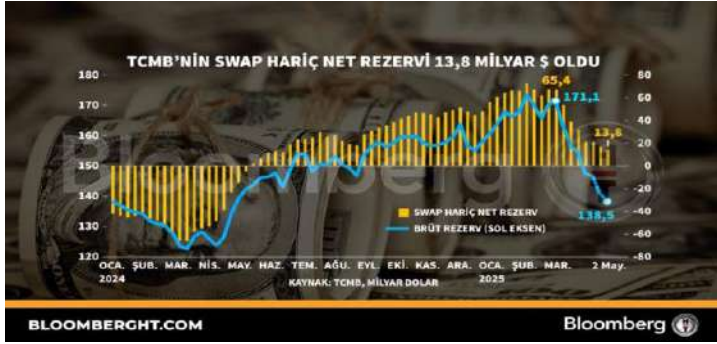 TCMB'NİN SWAP HARİÇ NET REZERVİ 13,8 MİLYAR $ OLDU
180 80
170 60
160 40
150 20
140 0
130 -20
120 -40
-60
-80
65,4
171,1
13,8
138,5
Bloomberg
SWAP HARİÇ NET REZERV
BRÜT REZERV (SOL EKSEN)
OCA. ŞUB. MAR. NİS. MAY. HAZ. TEM. AĞU. EYL. EKİ. KAS. ARA. OCA. ŞUB. MAR. 2 May.
2024 2025
KAYNAK: TCMB, MİLYAR DOLAR
BLOOMBERGHT.COM
Bloomberg HT